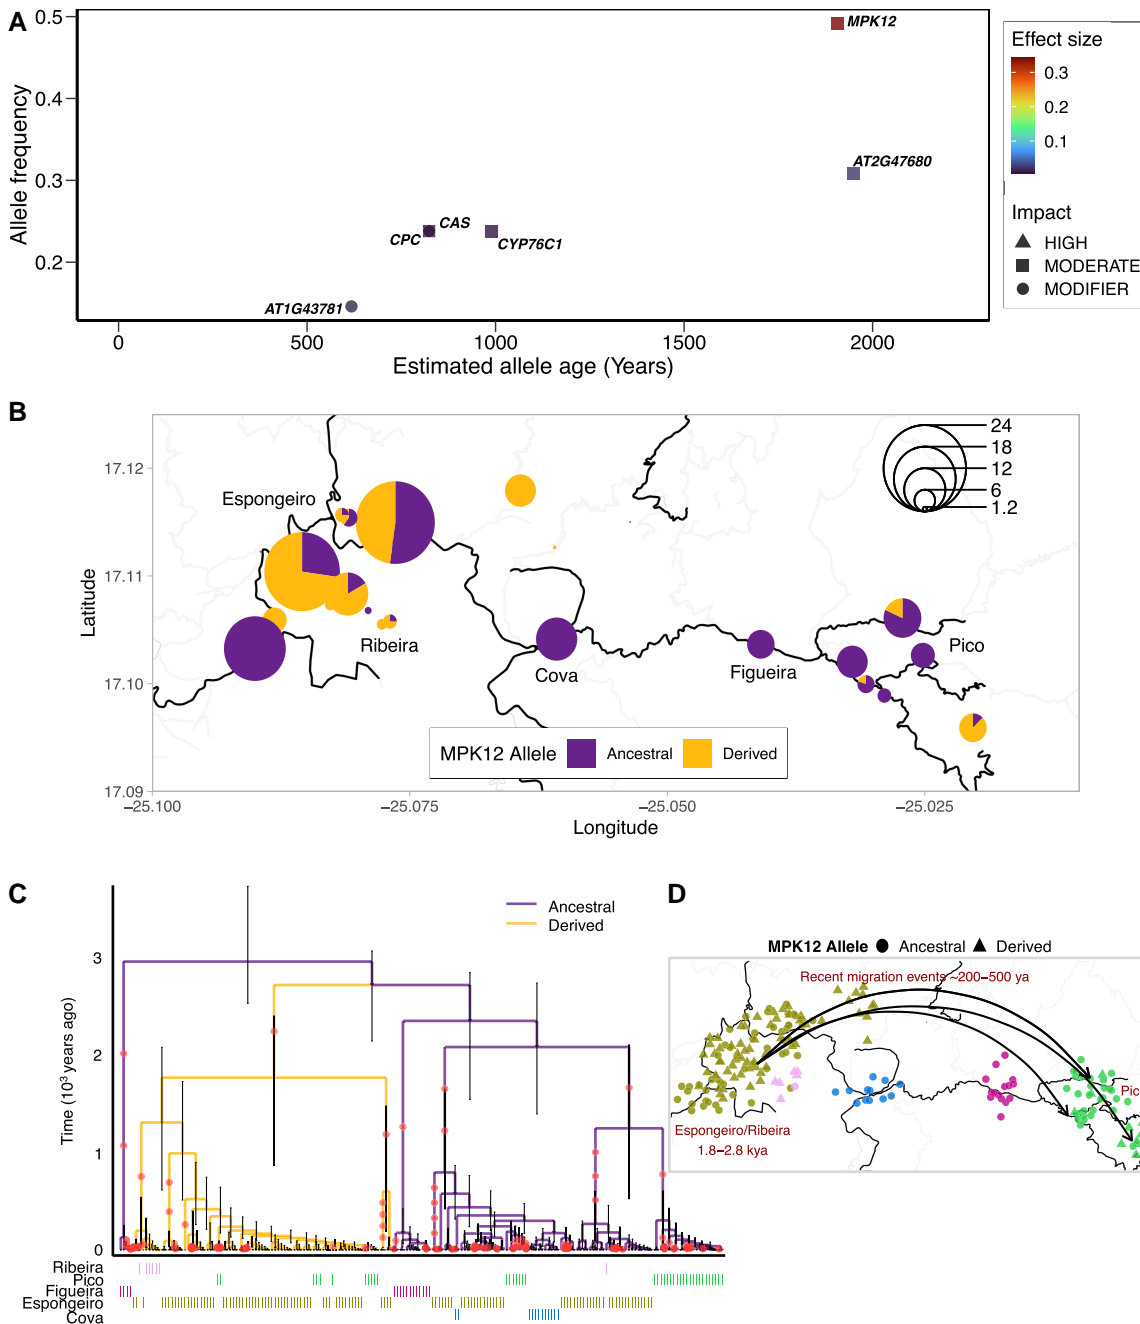 A
Allele frequency
0.5
0.4
0.3
0.2
MPK12
AT2G47680
CAS
CPC
CYP76C1
AT1G43781
0
500
1000
1500
2000
Estimated allele age (Years)
Effect size
0.3
0.2
0.1
Impact
HIGH
MODERATE
MODIFIER
B
Latitude
17.12
17.11
17.10
17.09
24
18
12
6
1.2
Espongeiro
Ribeira
Cova
Figueira
Pico
MPK12 Allele
Ancestral
Derived
−25.100
−25.075
−25.050
−25.025
Longitude
C
Time (10³ years ago)
3
2
1
0
Ancestral
Derived
Ribeira
Pico
Figueira
Espongeiro
Cova
D
MPK12 Allele Ancestral Derived
Recent migration events ~200−500 ya
Pic
Espongeiro/Ribeira
1.8−2.8 kya